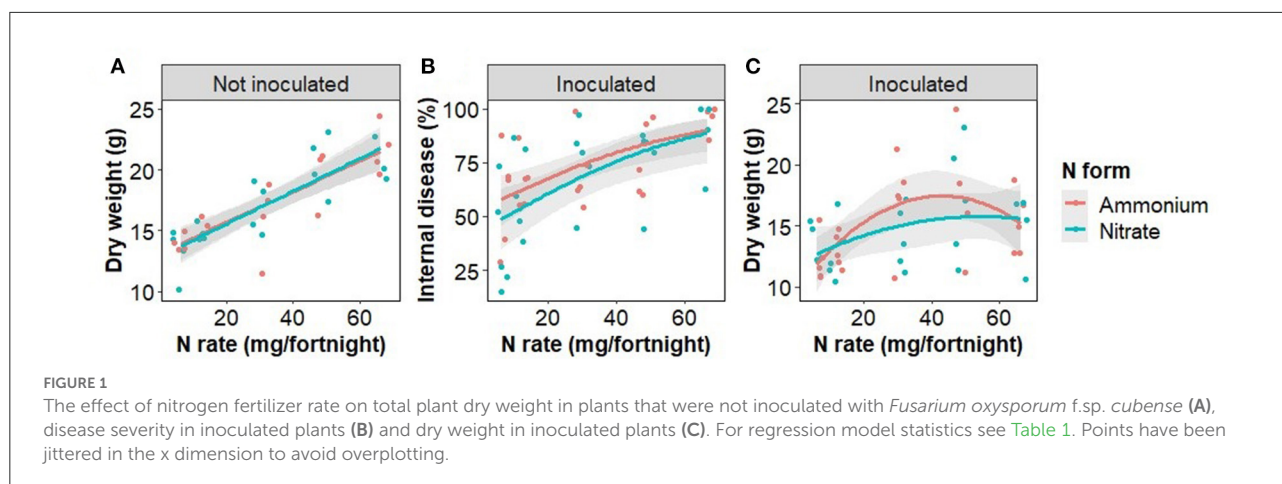 A
Not inoculated
Dry weight (g)
25
20
15
10
20
40
60
N rate (mg/fortnight)
B
Inoculated
Internal disease (%)
100
75
50
25
20
40
60
N rate (mg/fortnight)
C
Inoculated
Dry weight (g)
25
20
15
10
20
40
60
N rate (mg/fortnight)
N form
Ammonium
Nitrate
FIGURE 1
The effect of nitrogen fertilizer rate on total plant dry weight in plants that were not inoculated with Fusarium oxysporum f.sp. cubense (A),
disease severity in inoculated plants (B) and dry weight in inoculated plants (C). For regression model statistics see Table 1. Points have been
jittered in the x dimension to avoid overplotting.